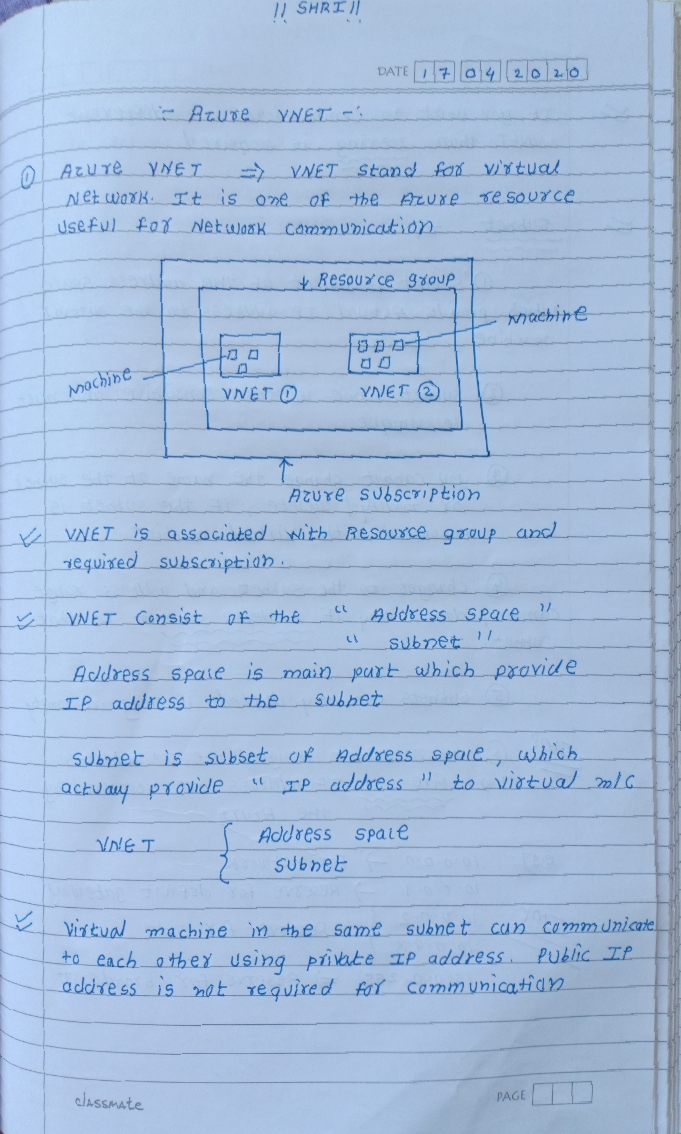 !! SHRI !!
DATE 17 04 2020
:- Azure VNET -:
① Azure VNET => VNET stand for virtual
Network. It is one of the Azure resource
useful for Network communication
↓ Resource group
machine
machine
VNET ① VNET ②
↑
Azure subscription
VNET is associated with Resource group and
required subscription.
VNET Consist of the "Address space"
"subnet"
Address space is main part which provide
IP address to the subnet
subnet is subset of Address space, which
actuay provide "IP address" to virtual m/c
VNET { Address space
subnet
Virtual machine in the same subnet can communicate
to each other using private IP address. Public IP
address is not required for communication
classmate
PAGE